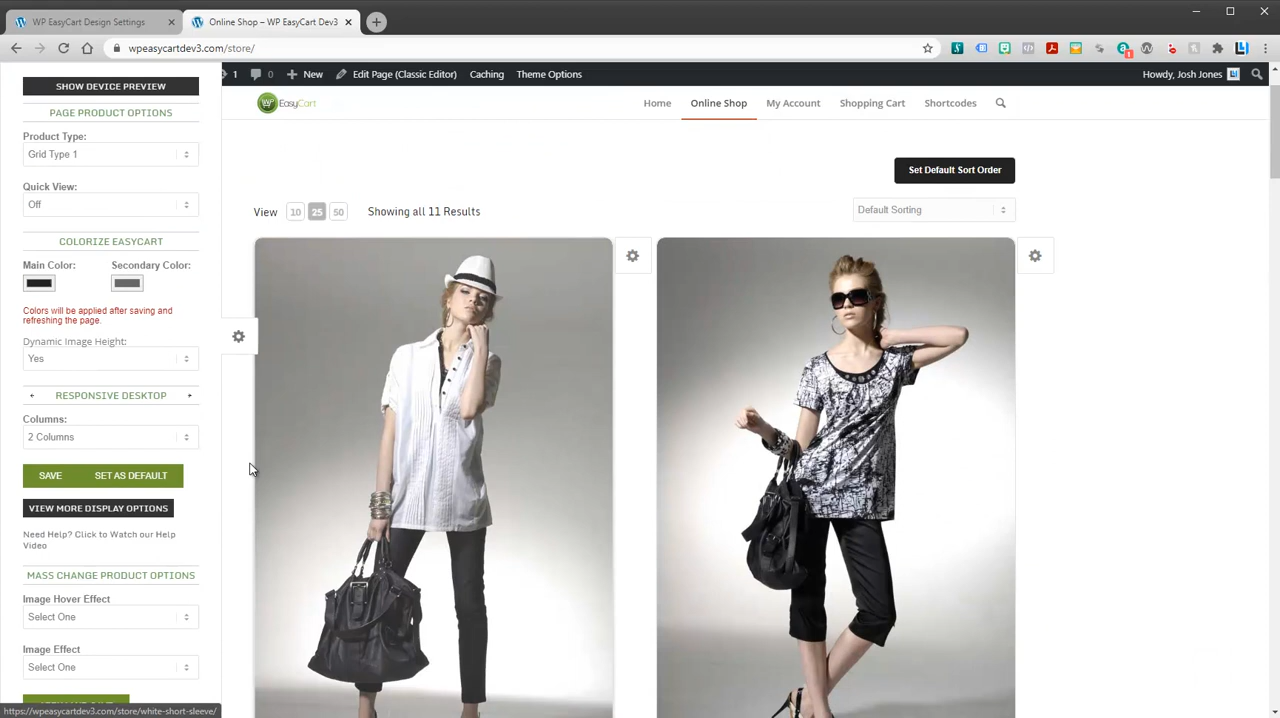 WP EasyCart Design Settings
Online Shop – WP EasyCart Dev3
wpeasycartdev3.com/store/
1
New
Edit Page (Classic Editor)
Caching
Theme Options
Howdy, Josh Jones
SHOW DEVICE PREVIEW
PAGE PRODUCT OPTIONS
Product Type:
Grid Type 1
Quick View:
Off
COLORIZE EASYCART
Main Color:
Secondary Color:
Colors will be applied after saving and
refreshing the page.
Dynamic Image Height:
Yes
RESPONSIVE DESKTOP
Columns:
2 Columns
SAVE
SET AS DEFAULT
VIEW MORE DISPLAY OPTIONS
Need Help? Click to Watch our Help
Video
MASS CHANGE PRODUCT OPTIONS
Image Hover Effect
Select One
Image Effect
Select One
https://wpeasycartdev3.com/store/white-short-sleeve/
WP EasyCart
Home
Online Shop
My Account
Shopping Cart
Shortcodes
Set Default Sort Order
View
10
25
50
Showing all 11 Results
Default Sorting